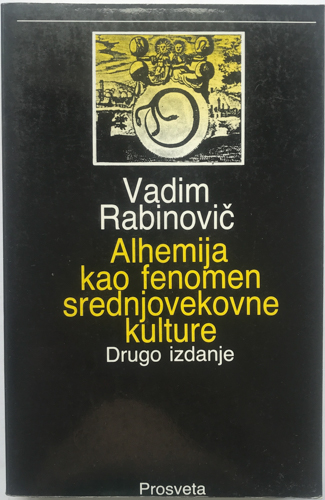 Vadim
Rabinovič
Alhemija
kao fenomen
srednjovekovne
kulture
Drugo izdanje
Prosveta